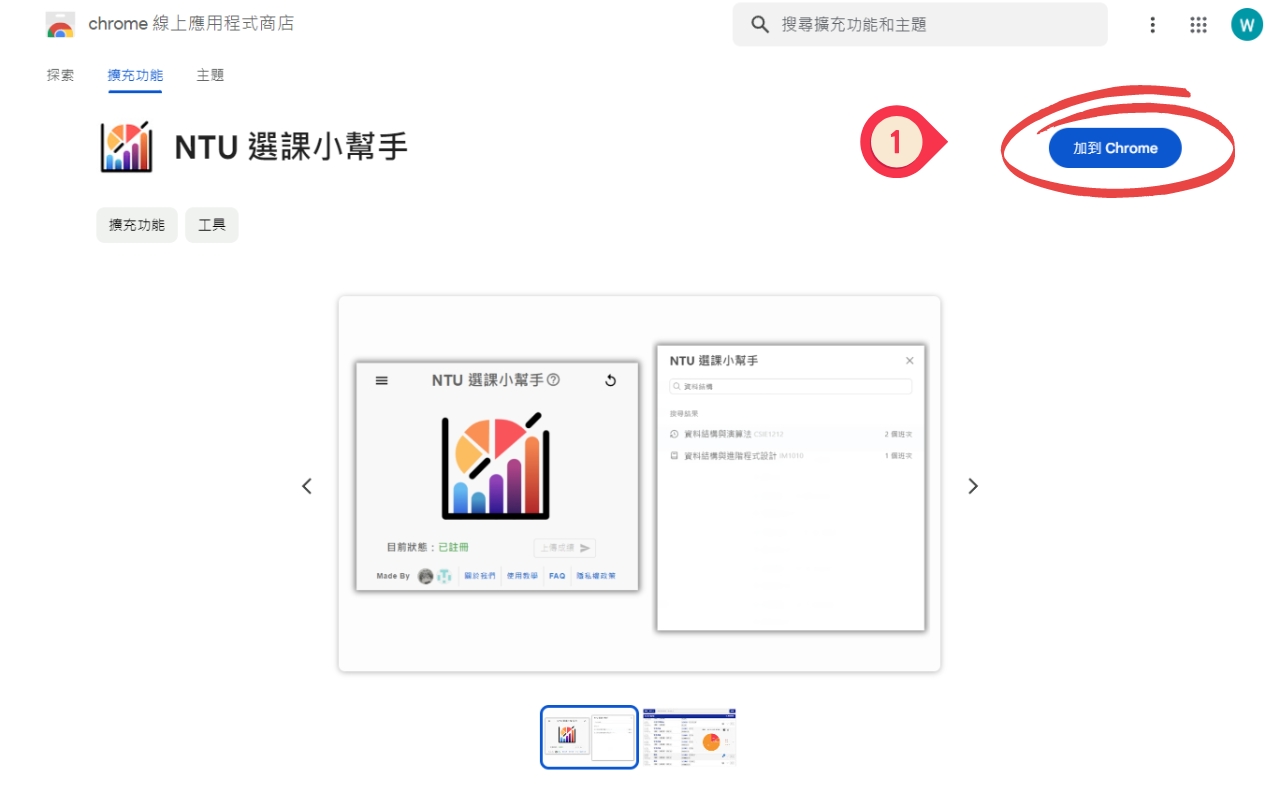 chrome 線上應用程式商店
搜尋擴充功能和主題
W
探索
擴充功能
主題
NTU 選課小幫手
1
加到 Chrome
擴充功能
工具
NTU 選課小幫手
目前狀態：已註冊
上傳成績
Made By
關於我們
使用教學
FAQ
隱私權政策
NTU 選課小幫手
資料結構
搜尋結果
資料結構與演算法 CSIE1212
2 個班次
資料結構與進階程式設計 IM1010
1 個班次